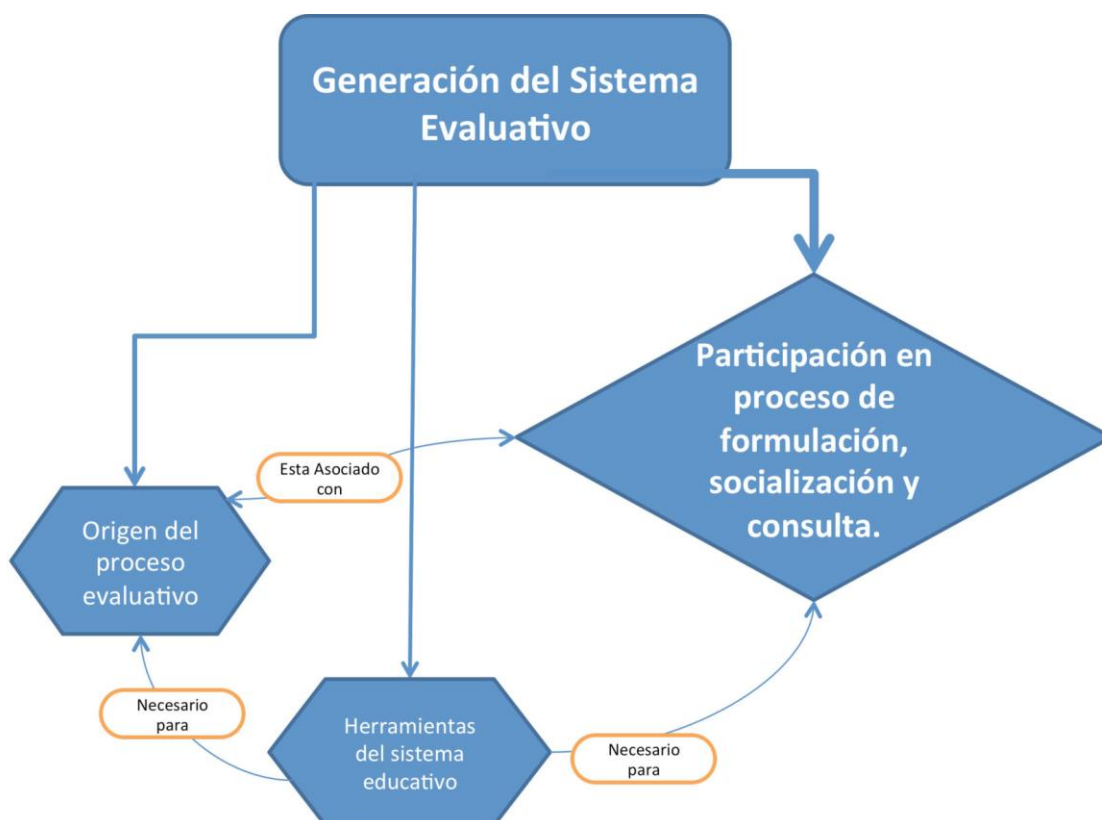 Generación del Sistema
Evaluativo
Participación en
proceso de
formulación,
socialización y
consulta.
Esta Asociado
con
Origen del
proceso
evaluativo
Necesario
para
Herramientas
del sistema
educativo
Necesario
para